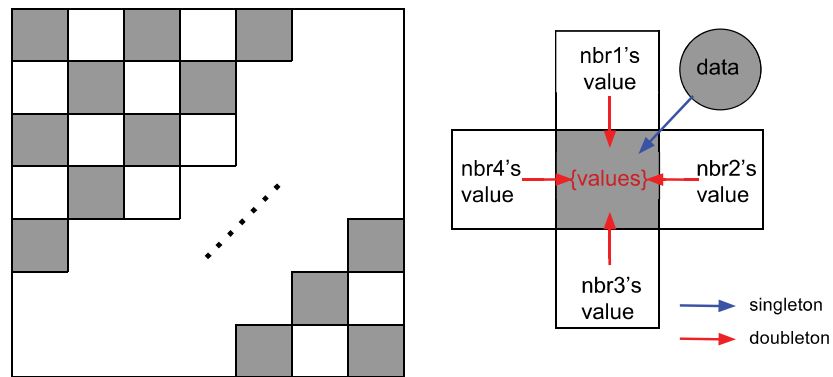 nbr1's
value
data
nbr4's
value
{values}
nbr2's
value
nbr3's
value
singleton
doubleton